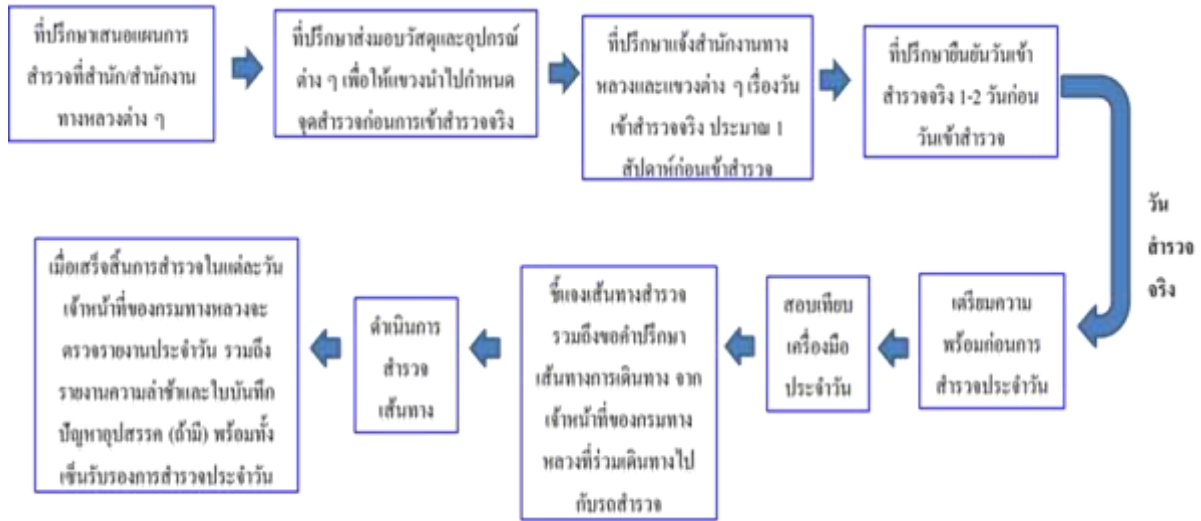 ที่ปรึกษาเสนอแผนการ
สำรวจที่สำนัก/สำนักงาน
ทางหลวงต่าง ๆ
ที่ปรึกษาส่งมอบวัสดุและอุปกรณ์
ต่าง ๆ เพื่อให้แขวงนำไปกำหนด
จุดสำรวจก่อนการเข้าสำรวจจริง
ที่ปรึกษาแจ้งสำนักงานทาง
หลวงและแขวงต่าง ๆ เรื่องวัน
เข้าสำรวจจริง ประมาณ 1
สัปดาห์ก่อนเข้าสำรวจ
ที่ปรึกษายืนยันวันเข้า
สำรวจจริง 1-2 วันก่อน
วันเข้าสำรวจ
วัน
สำรวจ
จริง
เตรียมความ
พร้อมก่อนการ
สำรวจประจำวัน
สอบเทียบ
เครื่องมือ
ประจำวัน
ชี้แจงเส้นทางสำรวจ
รวมถึงขอคำปรึกษา
เส้นทางการเดินทาง จาก
เจ้าหน้าที่ของกรมทาง
หลวงที่ร่วมเดินทางไป
กับรถสำรวจ
ดำเนินการ
สำรวจ
เส้นทาง
เมื่อเสร็จสิ้นการสำรวจในแต่ละวัน
เจ้าหน้าที่ของกรมทางหลวงจะ
ตรวจรายงานประจำวัน รวมถึง
รายงานความล่าช้าและใบบันทึก
ปัญหาอุปสรรค (ถ้ามี) พร้อมทั้ง
เซ็นรับรองการสำรวจประจำวัน